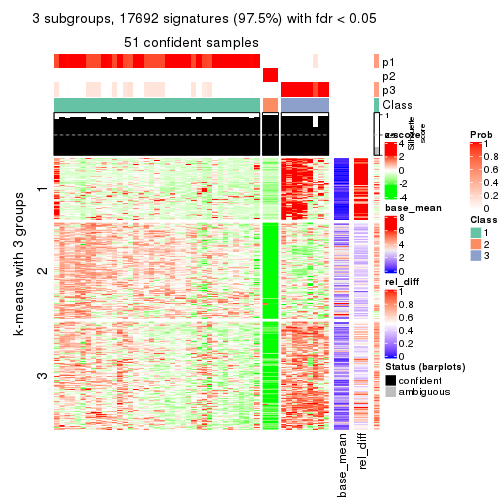 3 subgroups, 17692 signatures (97.5%) with fdr < 0.05
51 confident samples
p1
p2
p3
Class
1
Silhouette
score
k-means with 3 groups
1
2
3
base_mean
rel_diff
z-score
4
2
0
-2
-4
base_mean
8
6
4
2
0
rel_diff
1
0.8
0.6
0.4
0.2
0
Status (barplots)
confident
ambiguous
Prob
1
0.8
0.6
0.4
0.2
0
Class
1
2
3